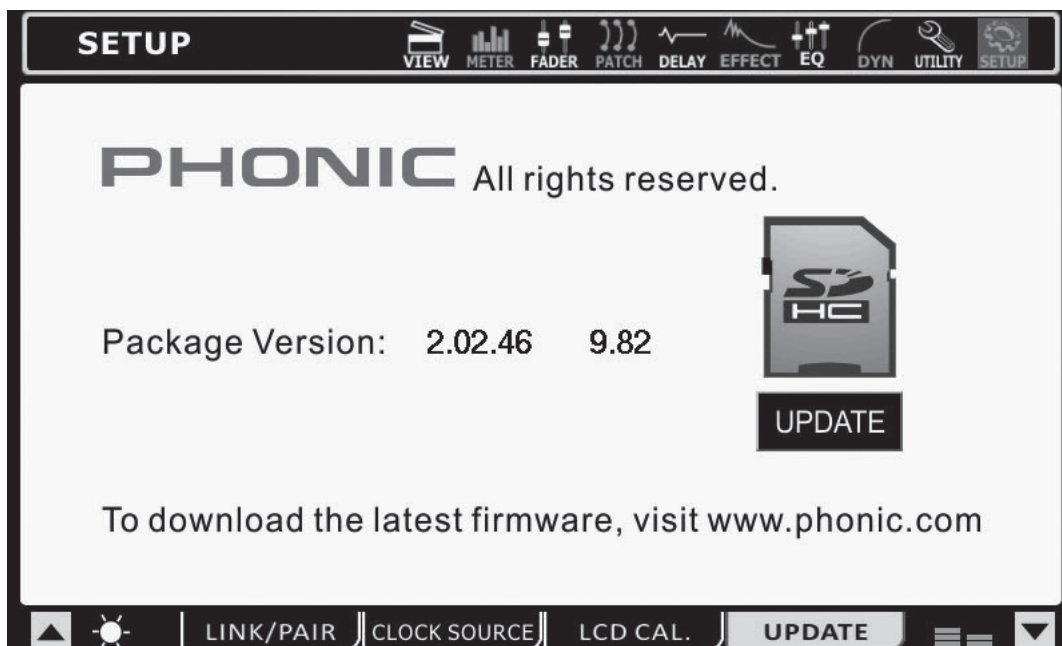 SETUP
VIEW METER FADER PATCH DELAY EFFECT EQ DYN UTILITY SETUP
PHONIC All rights reserved.
SD
HC
Package Version: 2.02.46 9.82
UPDATE
To download the latest firmware, visit www.phonic.com
LINK/PAIR CLOCK SOURCE LCD CAL. UPDATE